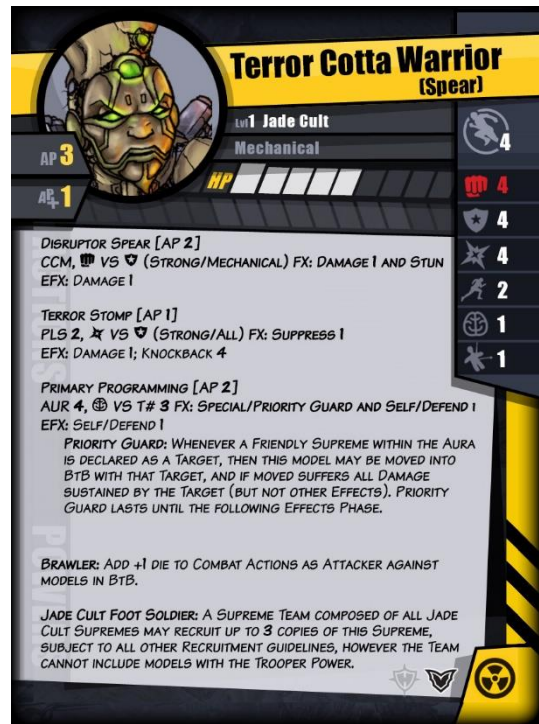 Terror Cotta Warrior
(Spear)
Lvl1 Jade Cult
Mechanical
AP 3
AP+1
HP
4
4
4
4
2
1
1
DISRUPTOR SPEAR [AP 2]
CCM, VS (STRONG/MECHANICAL) FX: DAMAGE 1 AND STUN
EFX: DAMAGE 1
TERROR STOMP [AP 1]
PLS 2, VS (STRONG/ALL) FX: SUPPRESS 1
EFX: DAMAGE 1; KNOCKBACK 4
PRIMARY PROGRAMMING [AP 2]
AUR 4, VS T# 3 FX: SPECIAL/PRIORITY GUARD AND SELF/DEFEND 1
EFX: SELF/DEFEND 1
PRIORITY GUARD: WHENEVER A FRIENDLY SUPREME WITHIN THE AURA
IS DECLARED AS A TARGET, THEN THIS MODEL MAY BE MOVED INTO
BTB WITH THAT TARGET, AND IF MOVED SUFFERS ALL DAMAGE
SUSTAINED BY THE TARGET (BUT NOT OTHER EFFECTS). PRIORITY
GUARD LASTS UNTIL THE FOLLOWING EFFECTS PHASE.
BRAWLER: ADD +1 DIE TO COMBAT ACTIONS AS ATTACKER AGAINST
MODELS IN BTB.
JADE CULT FOOT SOLDIER: A SUPREME TEAM COMPOSED OF ALL JADE
CULT SUPREMES MAY RECRUIT UP TO 3 COPIES OF THIS SUPREME,
SUBJECT TO ALL OTHER RECRUITMENT GUIDELINES, HOWEVER THE TEAM
CANNOT INCLUDE MODELS WITH THE TROOPER POWER.